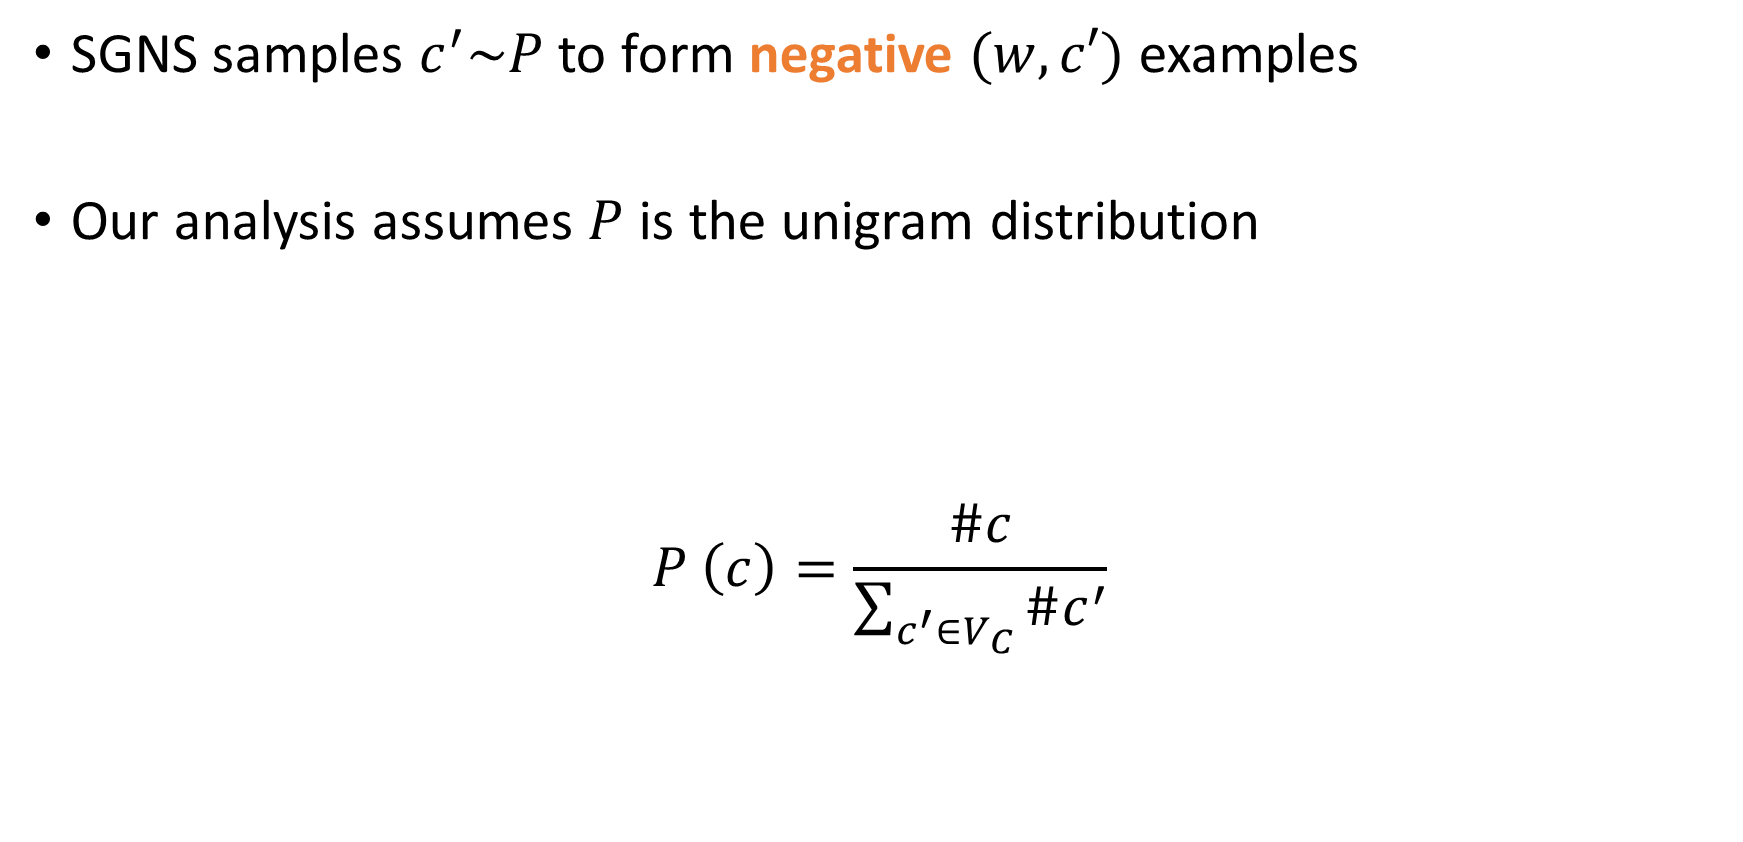 • SGNS samples c′~P to form negative (w, c′) examples
• Our analysis assumes P is the unigram distribution
P (c) = #c / ∑c′∈V_C #c′